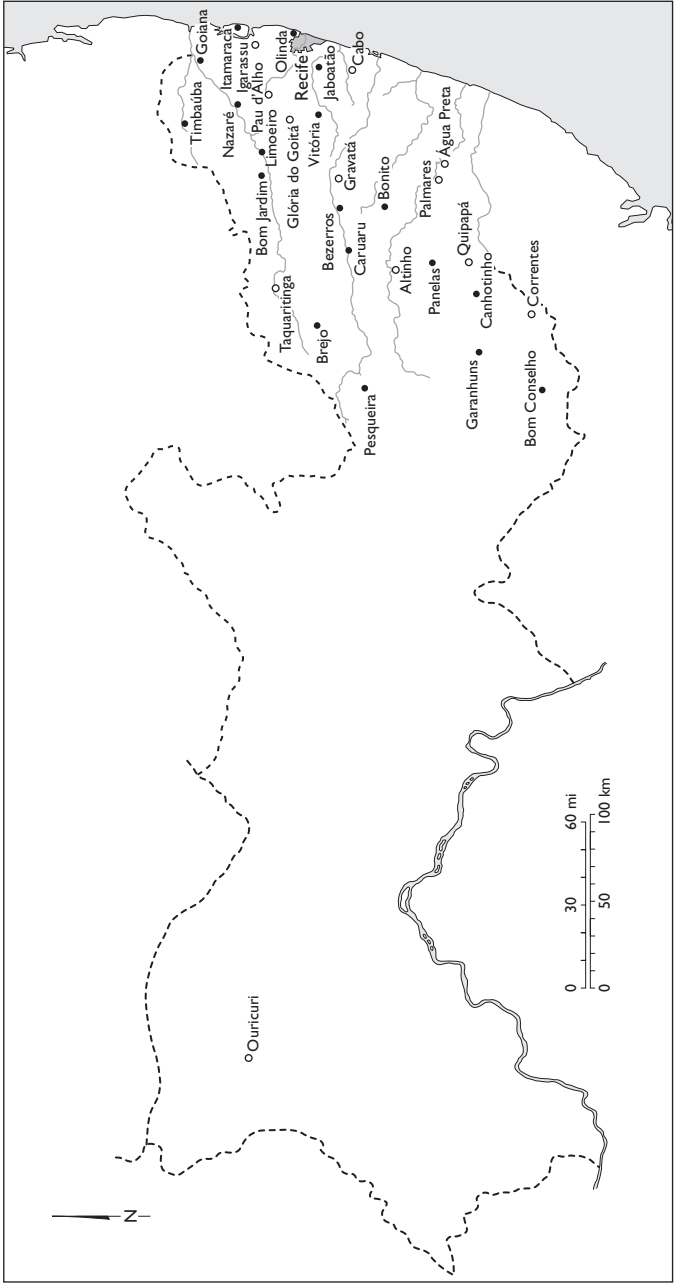 Goiana
Timbaúba
Itamaracá
Igarassu
Nazaré
Pau d'Alho
Olinda
Limoeiro
Recife
Bom Jardim
Glória do Goitá
Jaboatão
Vitória
Cabo
Taquaritinga
Gravatá
Bezerros
Brejo
Caruaru
Bonito
Água Preta
Palmares
Pesqueira
Altinho
Panelas
Quipapá
Canhotinho
Garanhuns
Correntes
Bom Conselho
Ouricuri
N
0 30 60 mi
0 50 100 km